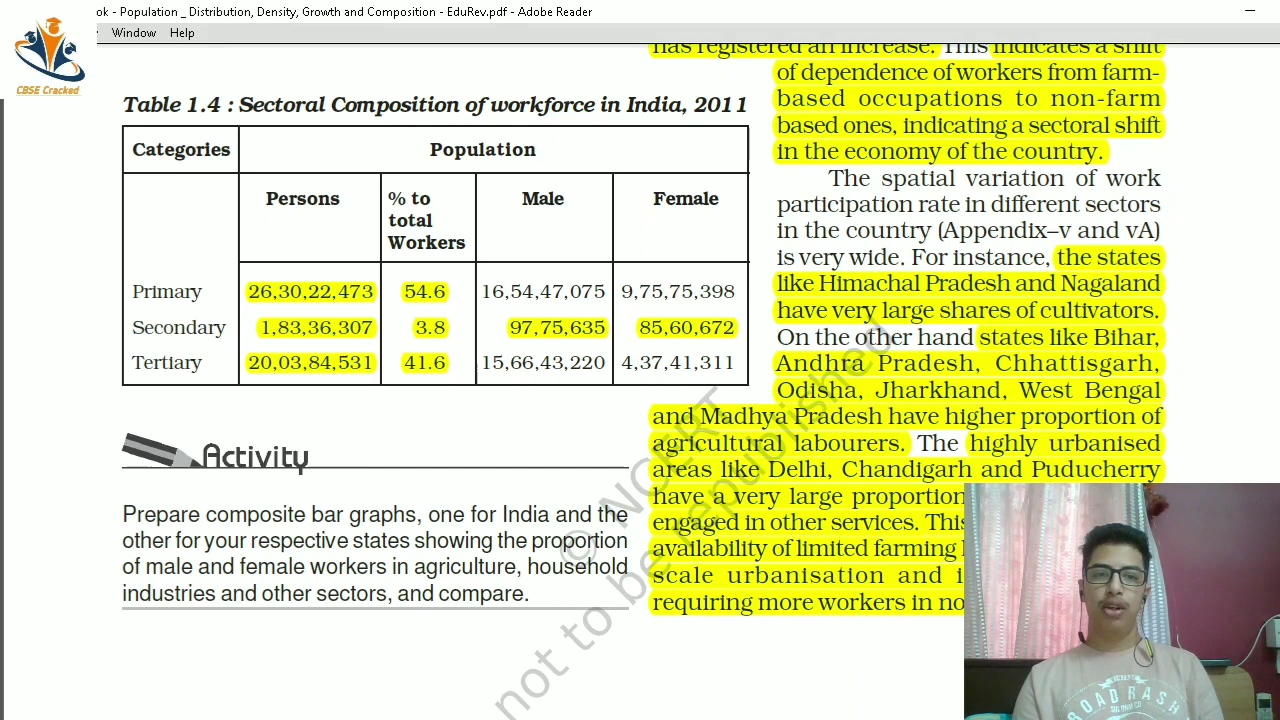 ok - Population _ Distribution, Density, Growth and Composition - EduRev.pdf - Adobe Reader
Window Help
CBSE Cracked
Table 1.4 : Sectoral Composition of workforce in India, 2011
Categories Population
Persons % to total Workers Male Female
Primary 26,30,22,473 54.6 16,54,47,075 9,75,75,398
Secondary 1,83,36,307 3.8 97,75,635 85,60,672
Tertiary 20,03,84,531 41.6 15,66,43,220 4,37,41,311
Activity
Prepare composite bar graphs, one for India and the
other for your respective states showing the proportion
of male and female workers in agriculture, household
industries and other sectors, and compare.
has registered an increase. This indicates a shift
of dependence of workers from farm-
based occupations to non-farm
based ones, indicating a sectoral shift
in the economy of the country.
The spatial variation of work
participation rate in different sectors
in the country (Appendix–v and vA)
is very wide. For instance, the states
like Himachal Pradesh and Nagaland
have very large shares of cultivators.
On the other hand states like Bihar,
Andhra Pradesh, Chhattisgarh,
Odisha, Jharkhand, West Bengal
and Madhya Pradesh have higher proportion of
agricultural labourers. The highly urbanised
areas like Delhi, Chandigarh and Puducherry
have a very large proportion
engaged in other services. This
availability of limited farming
scale urbanisation and
requiring more workers in
© NCERT
not to be republished
ROAD RASH